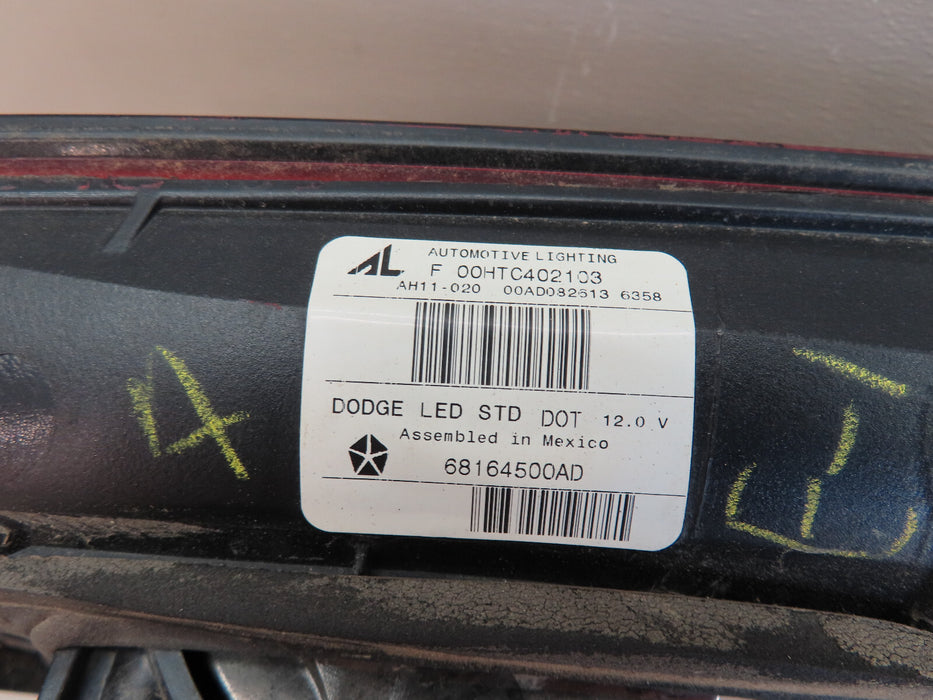 AL AUTOMOTIVE LIGHTING
F 00HTC402103
AH11-020 00AD082613 6358
DODGE LED STD DOT 12.0 V
Assembled in Mexico
68164500AD